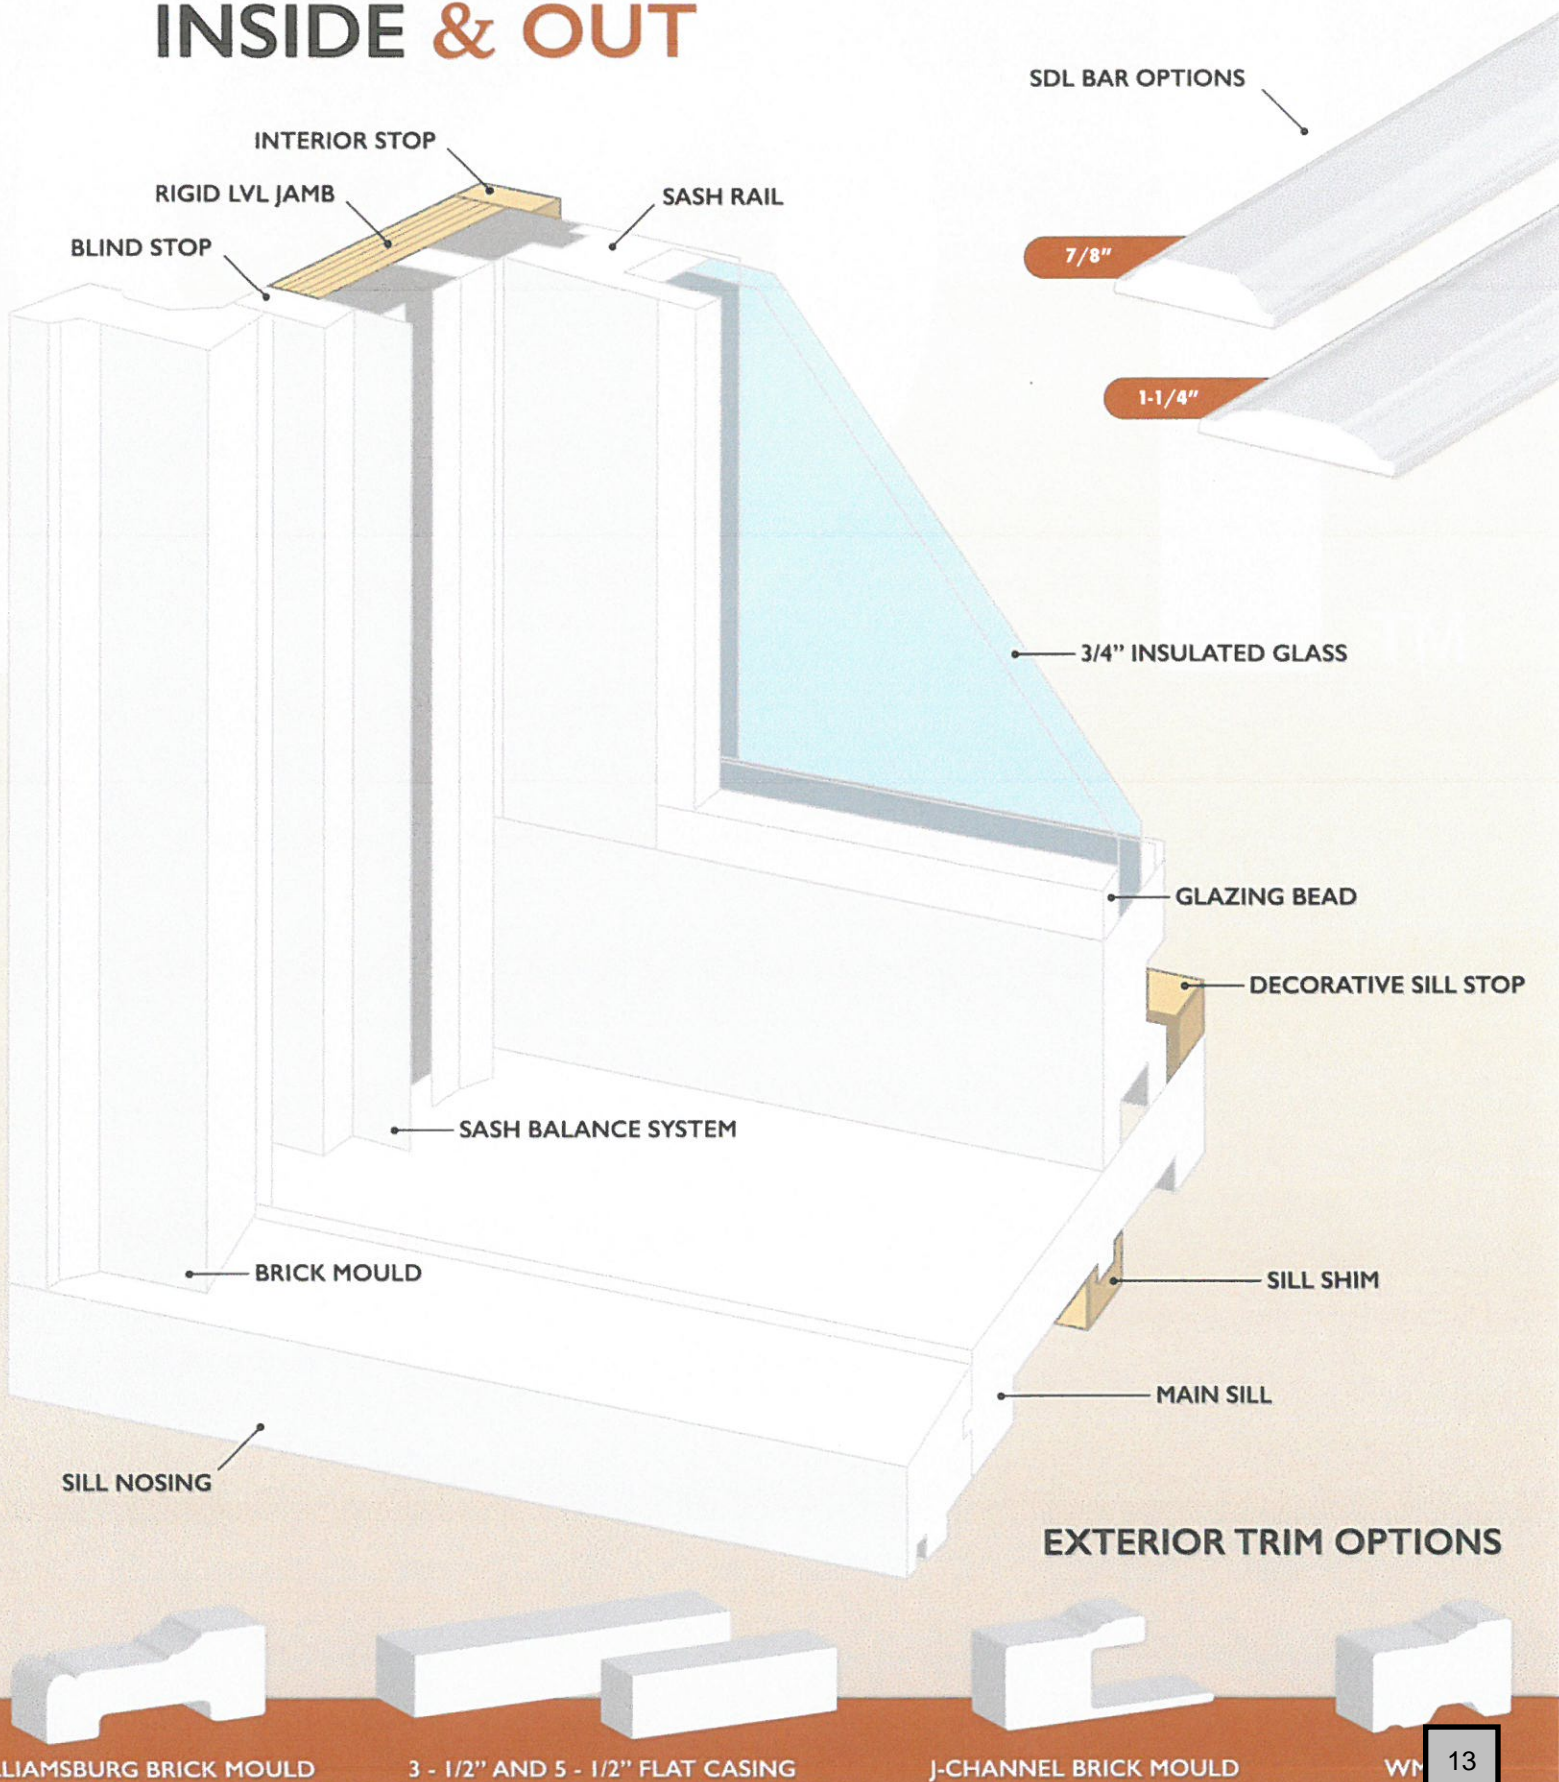 INSIDE & OUT
SDL BAR OPTIONS
INTERIOR STOP
RIGID LVL JAMB
SASH RAIL
BLIND STOP
7/8”
1-1/4”
3/4” INSULATED GLASS
GLAZING BEAD
DECORATIVE SILL STOP
SASH BALANCE SYSTEM
BRICK MOULD
SILL SHIM
MAIN SILL
SILL NOSING
EXTERIOR TRIM OPTIONS
LLIAMSBURG BRICK MOULD
3 - 1/2” AND 5 - 1/2” FLAT CASING
J-CHANNEL BRICK MOULD
13